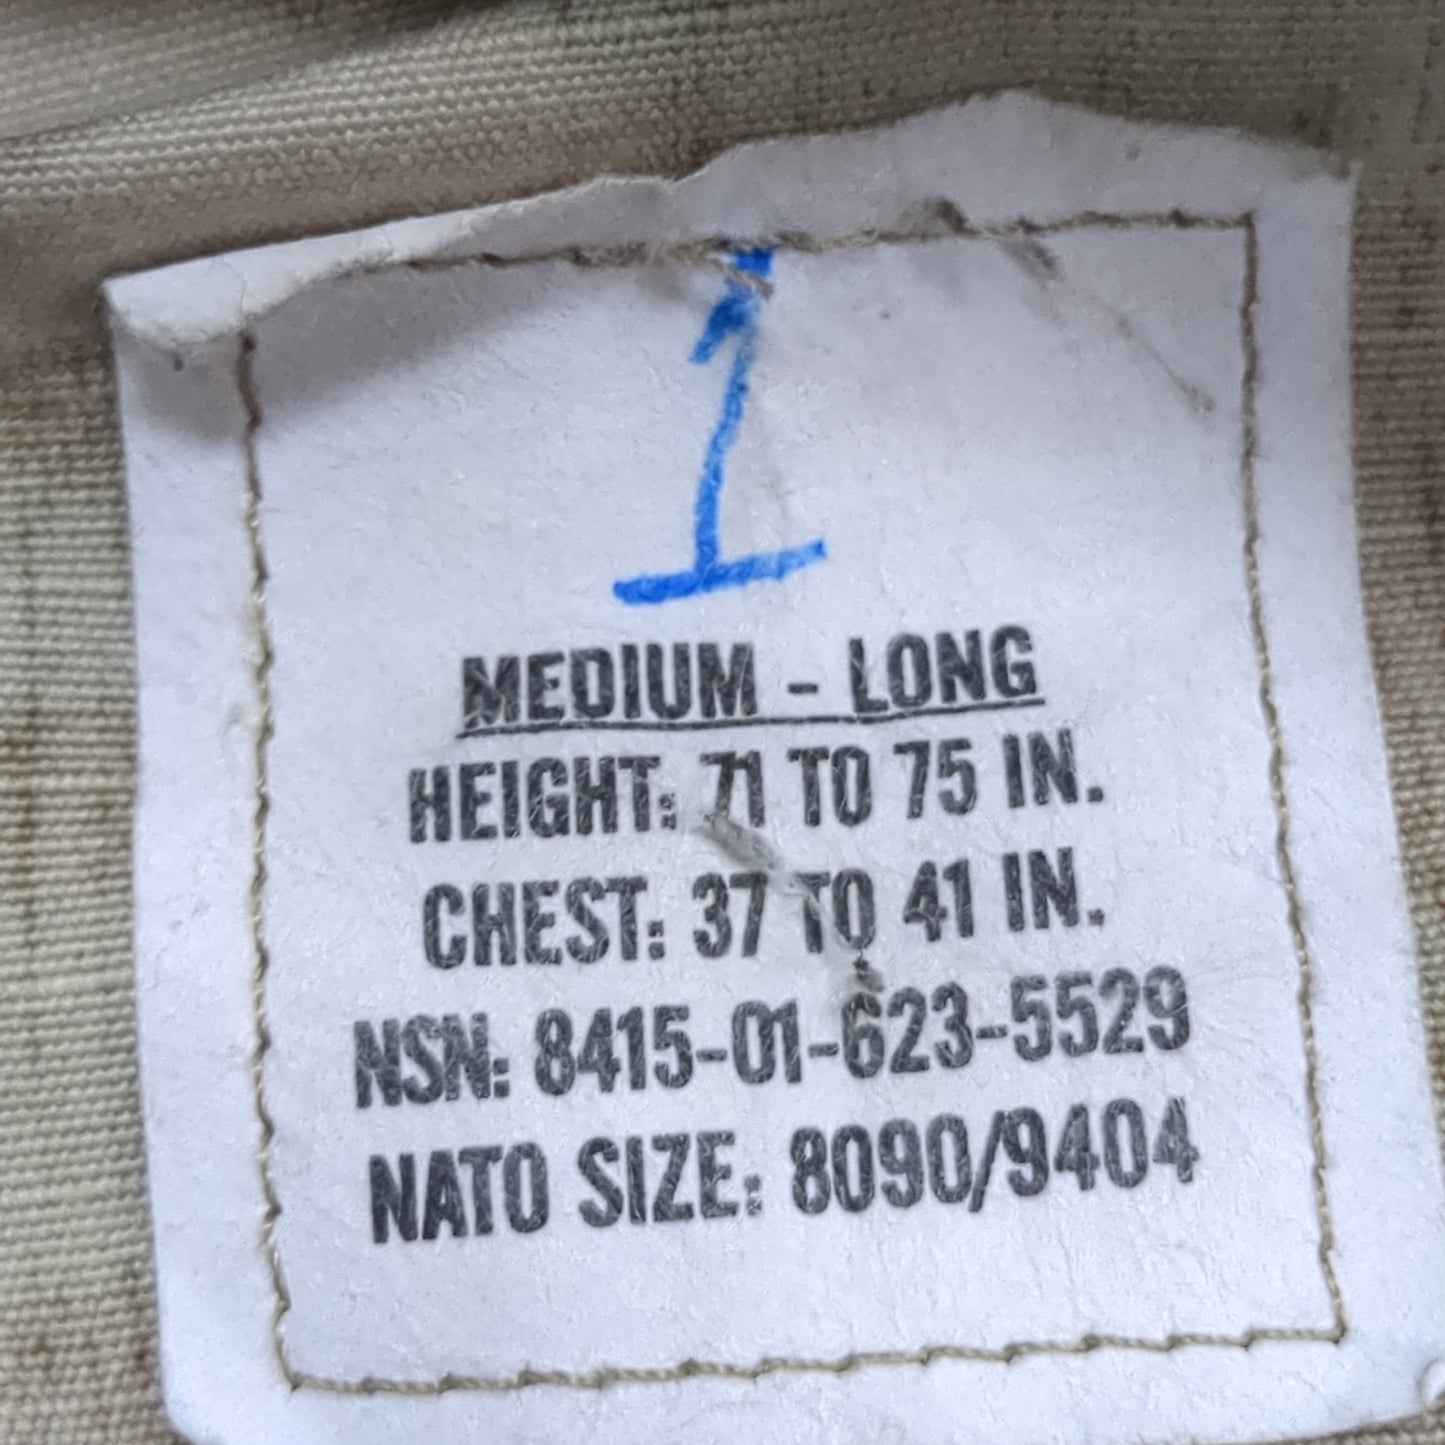 1
MEDIUM - LONG
HEIGHT: 71 TO 75 IN.
CHEST: 37 TO 41 IN.
NSN: 8415-01-623-5529
NATO SIZE: 8090/9404